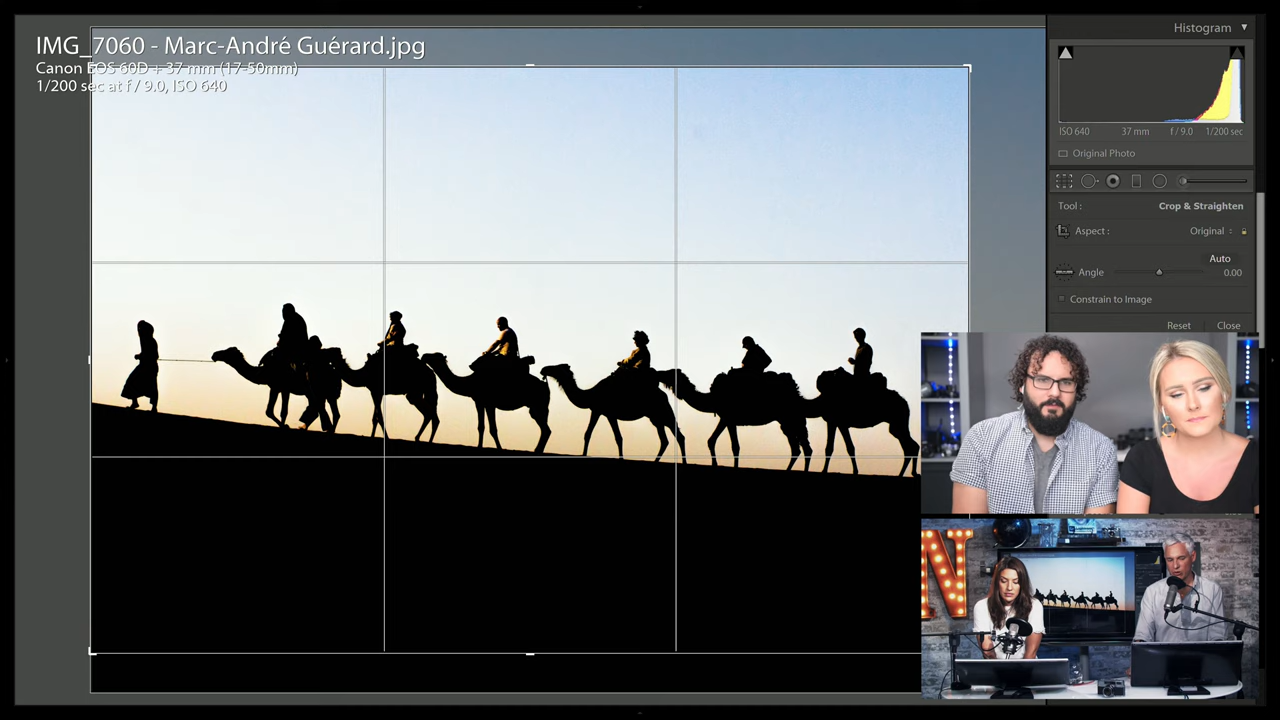 IMG_7060 - Marc-André Guérard.jpg
Canon EOS 60D + 37 mm (17-50mm)
1/200 sec at f / 9.0, ISO 640
Histogram
ISO 640 37 mm f / 9.0 1/200 sec
Original Photo
Tool : Crop & Straighten
Aspect : Original
Auto
Angle 0.00
Constrain to Image
Reset Close
N